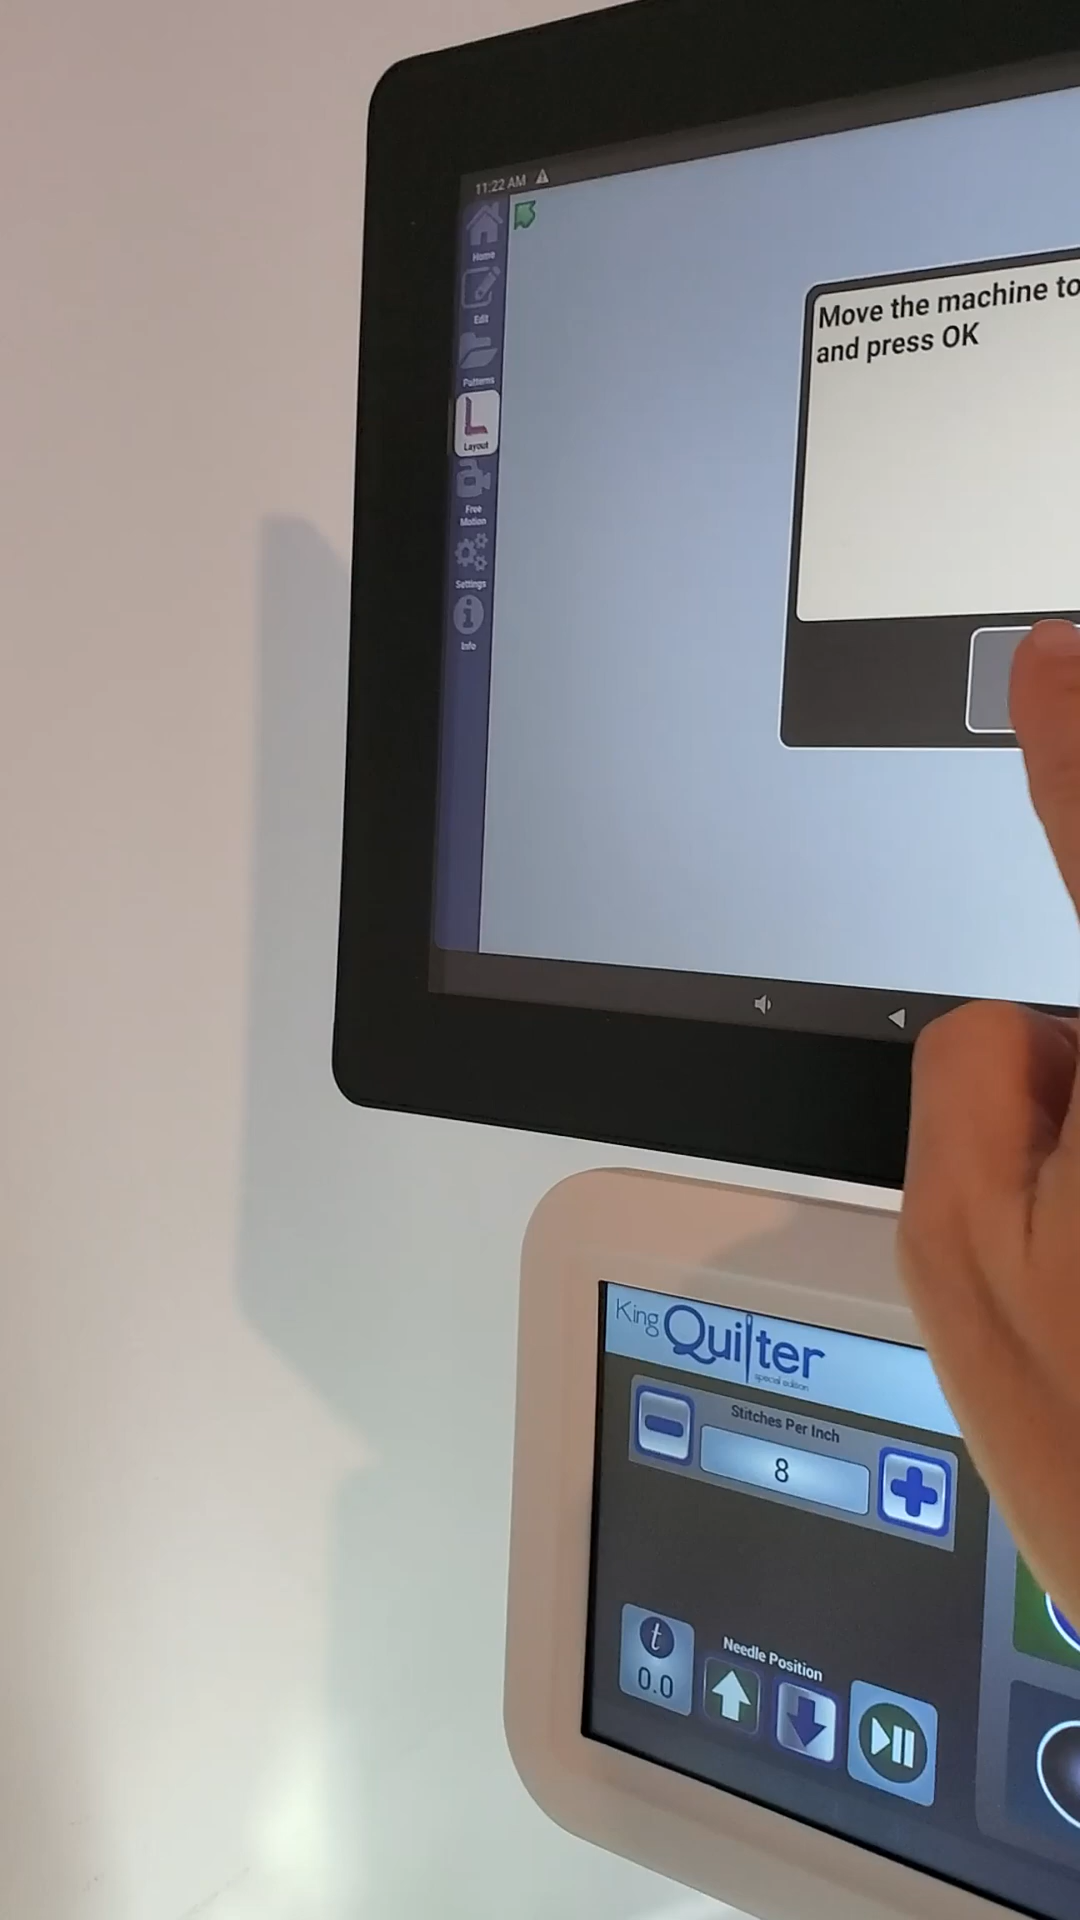 11:22 AM
Home
Edit
Patterns
Layout
Free
Motion
Settings
Info
Move the machine to
and press OK
King Quilter
special edition
Stitches Per Inch
8
t
0.0
Needle Position